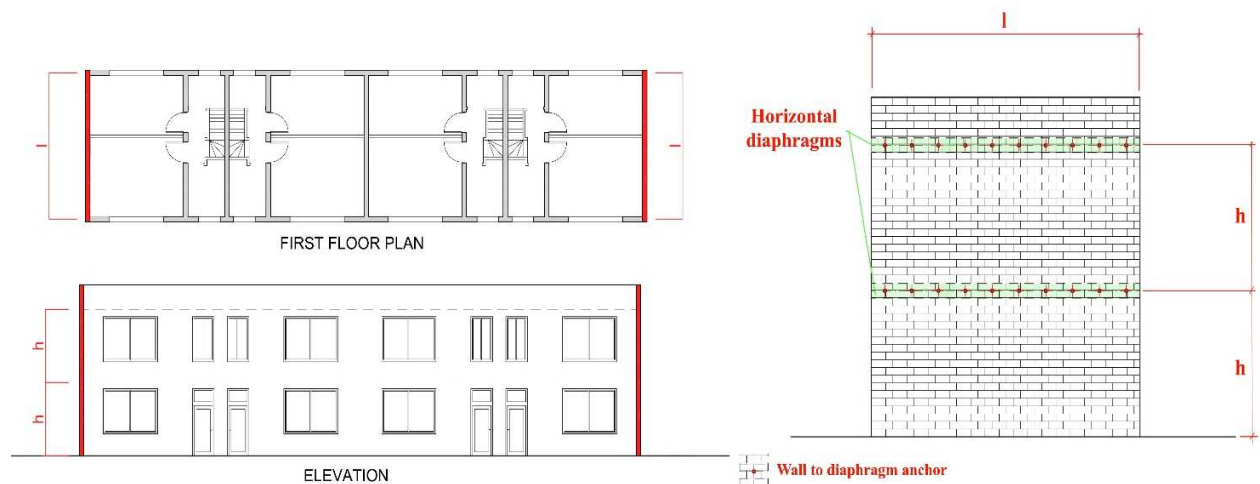 l
l
FIRST FLOOR PLAN
h
h
ELEVATION
l
Horizontal
diaphragms
h
h
Wall to diaphragm anchor